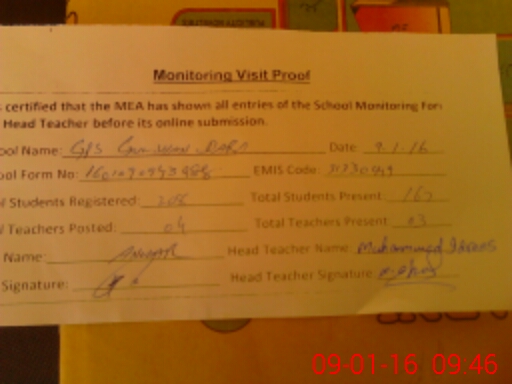 Monitoring Visit Proof
certified that the MEA has shown all entries of the School Monitoring For
Head Teacher before its online submission.
ool Name: GPS Date 9.1.16
ool Form No: EMIS Code:
Students Registered: Total Students Present:
Teachers Posted: 04 Total Teachers Present 03
Name: ANWAR Head Teacher Name Muhammad
Signature: Head Teacher Signature
09-01-16 09:46